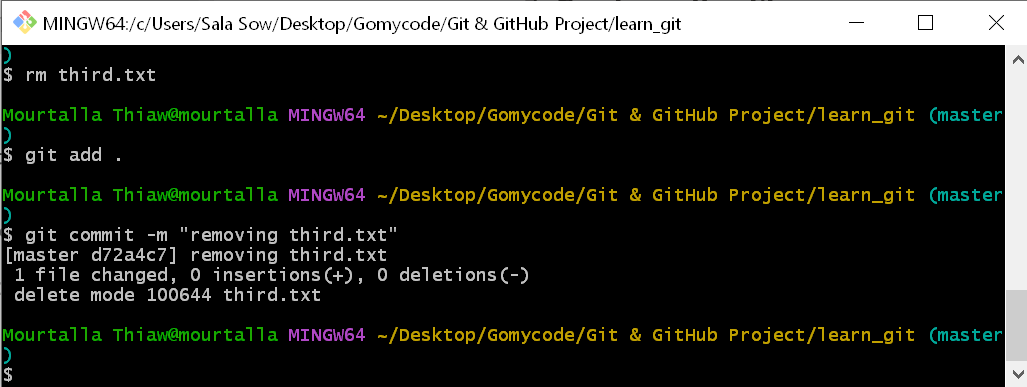 MINGW64:/c/Users/Sala Sow/Desktop/Gomycode/Git & GitHub Project/learn_git
)
$ rm third.txt
Mourtalla Thiaw@mourtalla MINGW64 ~/Desktop/Gomycode/Git & GitHub Project/learn_git (master
)
$ git add .
Mourtalla Thiaw@mourtalla MINGW64 ~/Desktop/Gomycode/Git & GitHub Project/learn_git (master
)
$ git commit -m "removing third.txt"
[master d72a4c7] removing third.txt
 1 file changed, 0 insertions(+), 0 deletions(-)
 delete mode 100644 third.txt
Mourtalla Thiaw@mourtalla MINGW64 ~/Desktop/Gomycode/Git & GitHub Project/learn_git (master
)
$